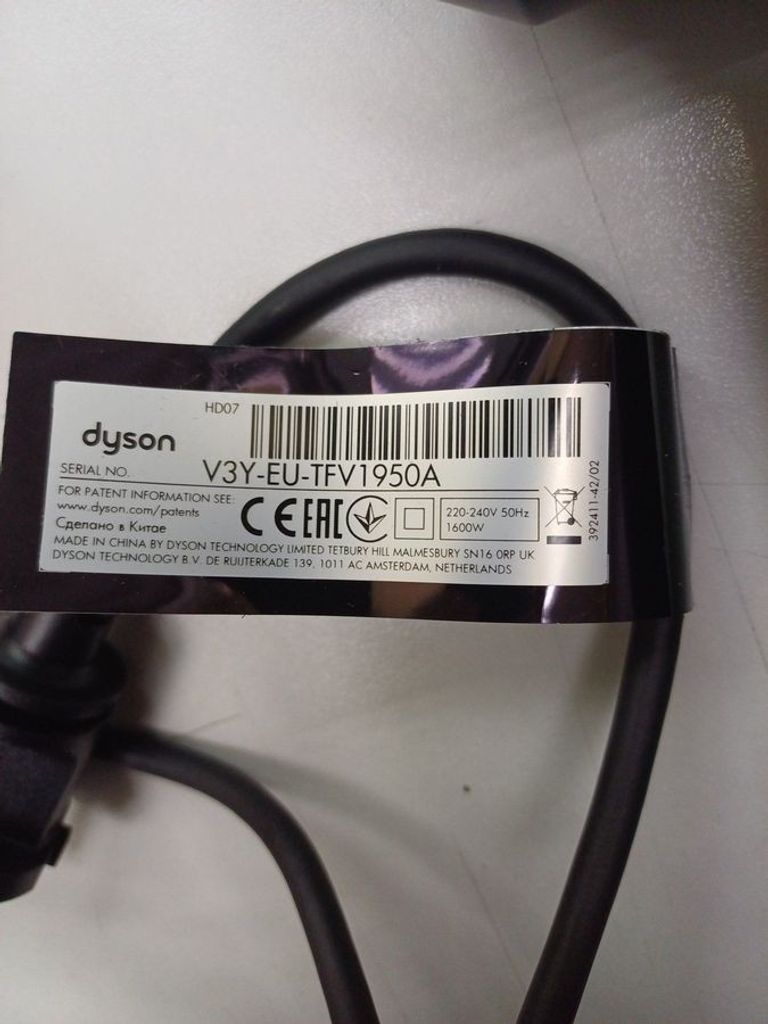 HD07
dyson
SERIAL NO. V3Y-EU-TFV1950A
FOR PATENT INFORMATION SEE:
www.dyson.com/patents
Сделано в Китае
CE EAC
220-240V 50Hz
1600W
MADE IN CHINA BY DYSON TECHNOLOGY LIMITED TETBURY HILL MALMESBURY SN16 0RP UK
DYSON TECHNOLOGY B.V. DE RUIJTERKADE 139, 1011 AC AMSTERDAM, NETHERLANDS
392411-42/02